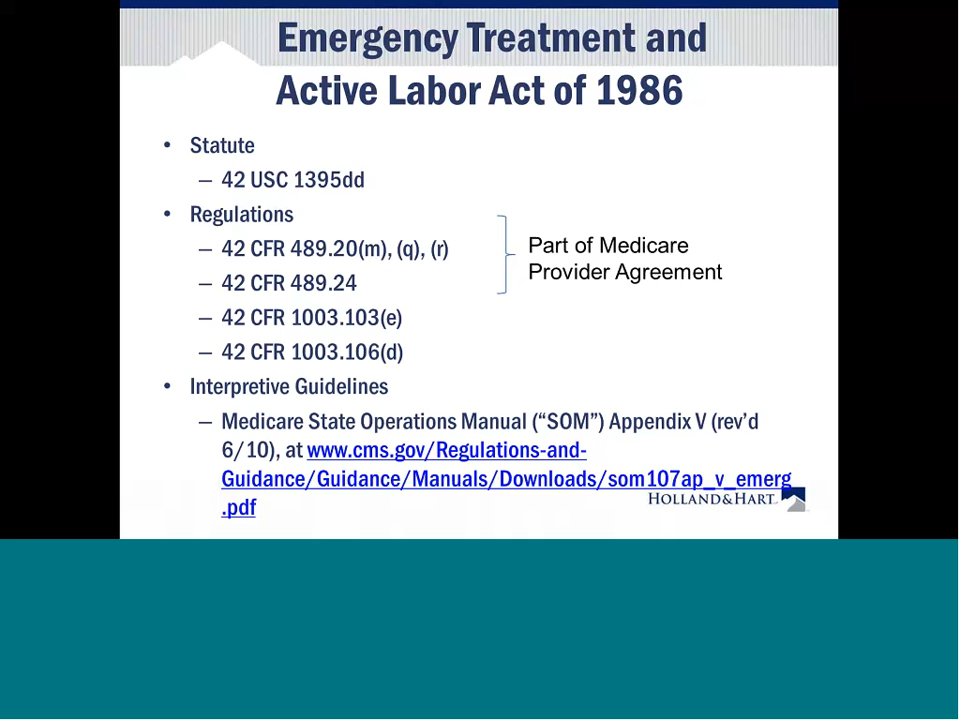 Emergency Treatment and
Active Labor Act of 1986
• Statute
– 42 USC 1395dd
• Regulations
– 42 CFR 489.20(m), (q), (r)
– 42 CFR 489.24
Part of Medicare
Provider Agreement
– 42 CFR 1003.103(e)
– 42 CFR 1003.106(d)
• Interpretive Guidelines
– Medicare State Operations Manual (“SOM”) Appendix V (rev’d
6/10), at www.cms.gov/Regulations-and-
Guidance/Guidance/Manuals/Downloads/som107ap_v_emerg
.pdf
HOLLAND&HART